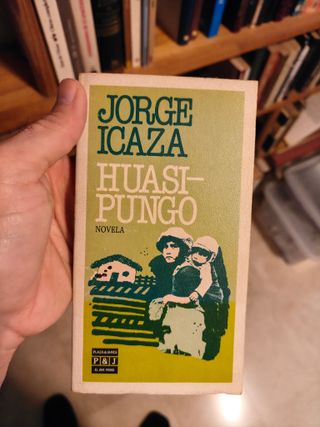 JORGE
ICAZA
HUASI-
PUNGO
NOVELA
PLAZA & JANES
P & J